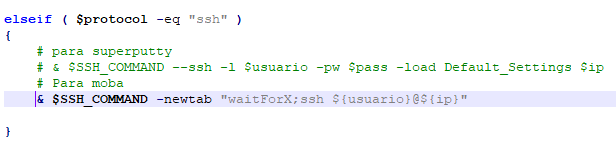 elseif ( $protocol -eq "ssh" )
{
# para superputty
# & $SSH_COMMAND --ssh -l $usuario -pw $pass -load Default_Settings $ip
# Para moba
& $SSH_COMMAND -newtab "waitForX;ssh ${usuario}@${ip}"
}